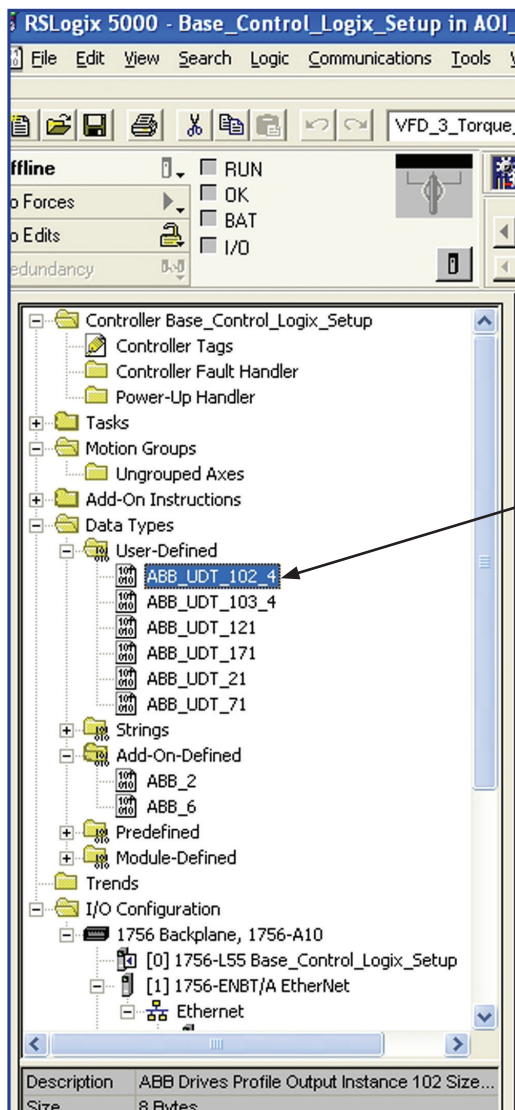 RSLogix 5000 - Base_Control_Logix_Setup in AOI_
File Edit View Search Logic Communications Tools
VFD_3_Torque_
ffline
RUN
o Forces
OK
o Edits
BAT
edundancy
I/O
Controller Base_Control_Logix_Setup
Controller Tags
Controller Fault Handler
Power-Up Handler
Tasks
Motion Groups
Ungrouped Axes
Add-On Instructions
Data Types
User-Defined
ABB_UDT_102_4
ABB_UDT_103_4
ABB_UDT_121
ABB_UDT_171
ABB_UDT_21
ABB_UDT_71
Strings
Add-On-Defined
ABB_2
ABB_6
Predefined
Module-Defined
Trends
I/O Configuration
1756 Backplane, 1756-A10
[0] 1756-L55 Base_Control_Logix_Setup
[1] 1756-ENBT/A EtherNet
Ethernet
Description ABB Drives Profile Output Instance 102 Size...
Size 8 Bytes